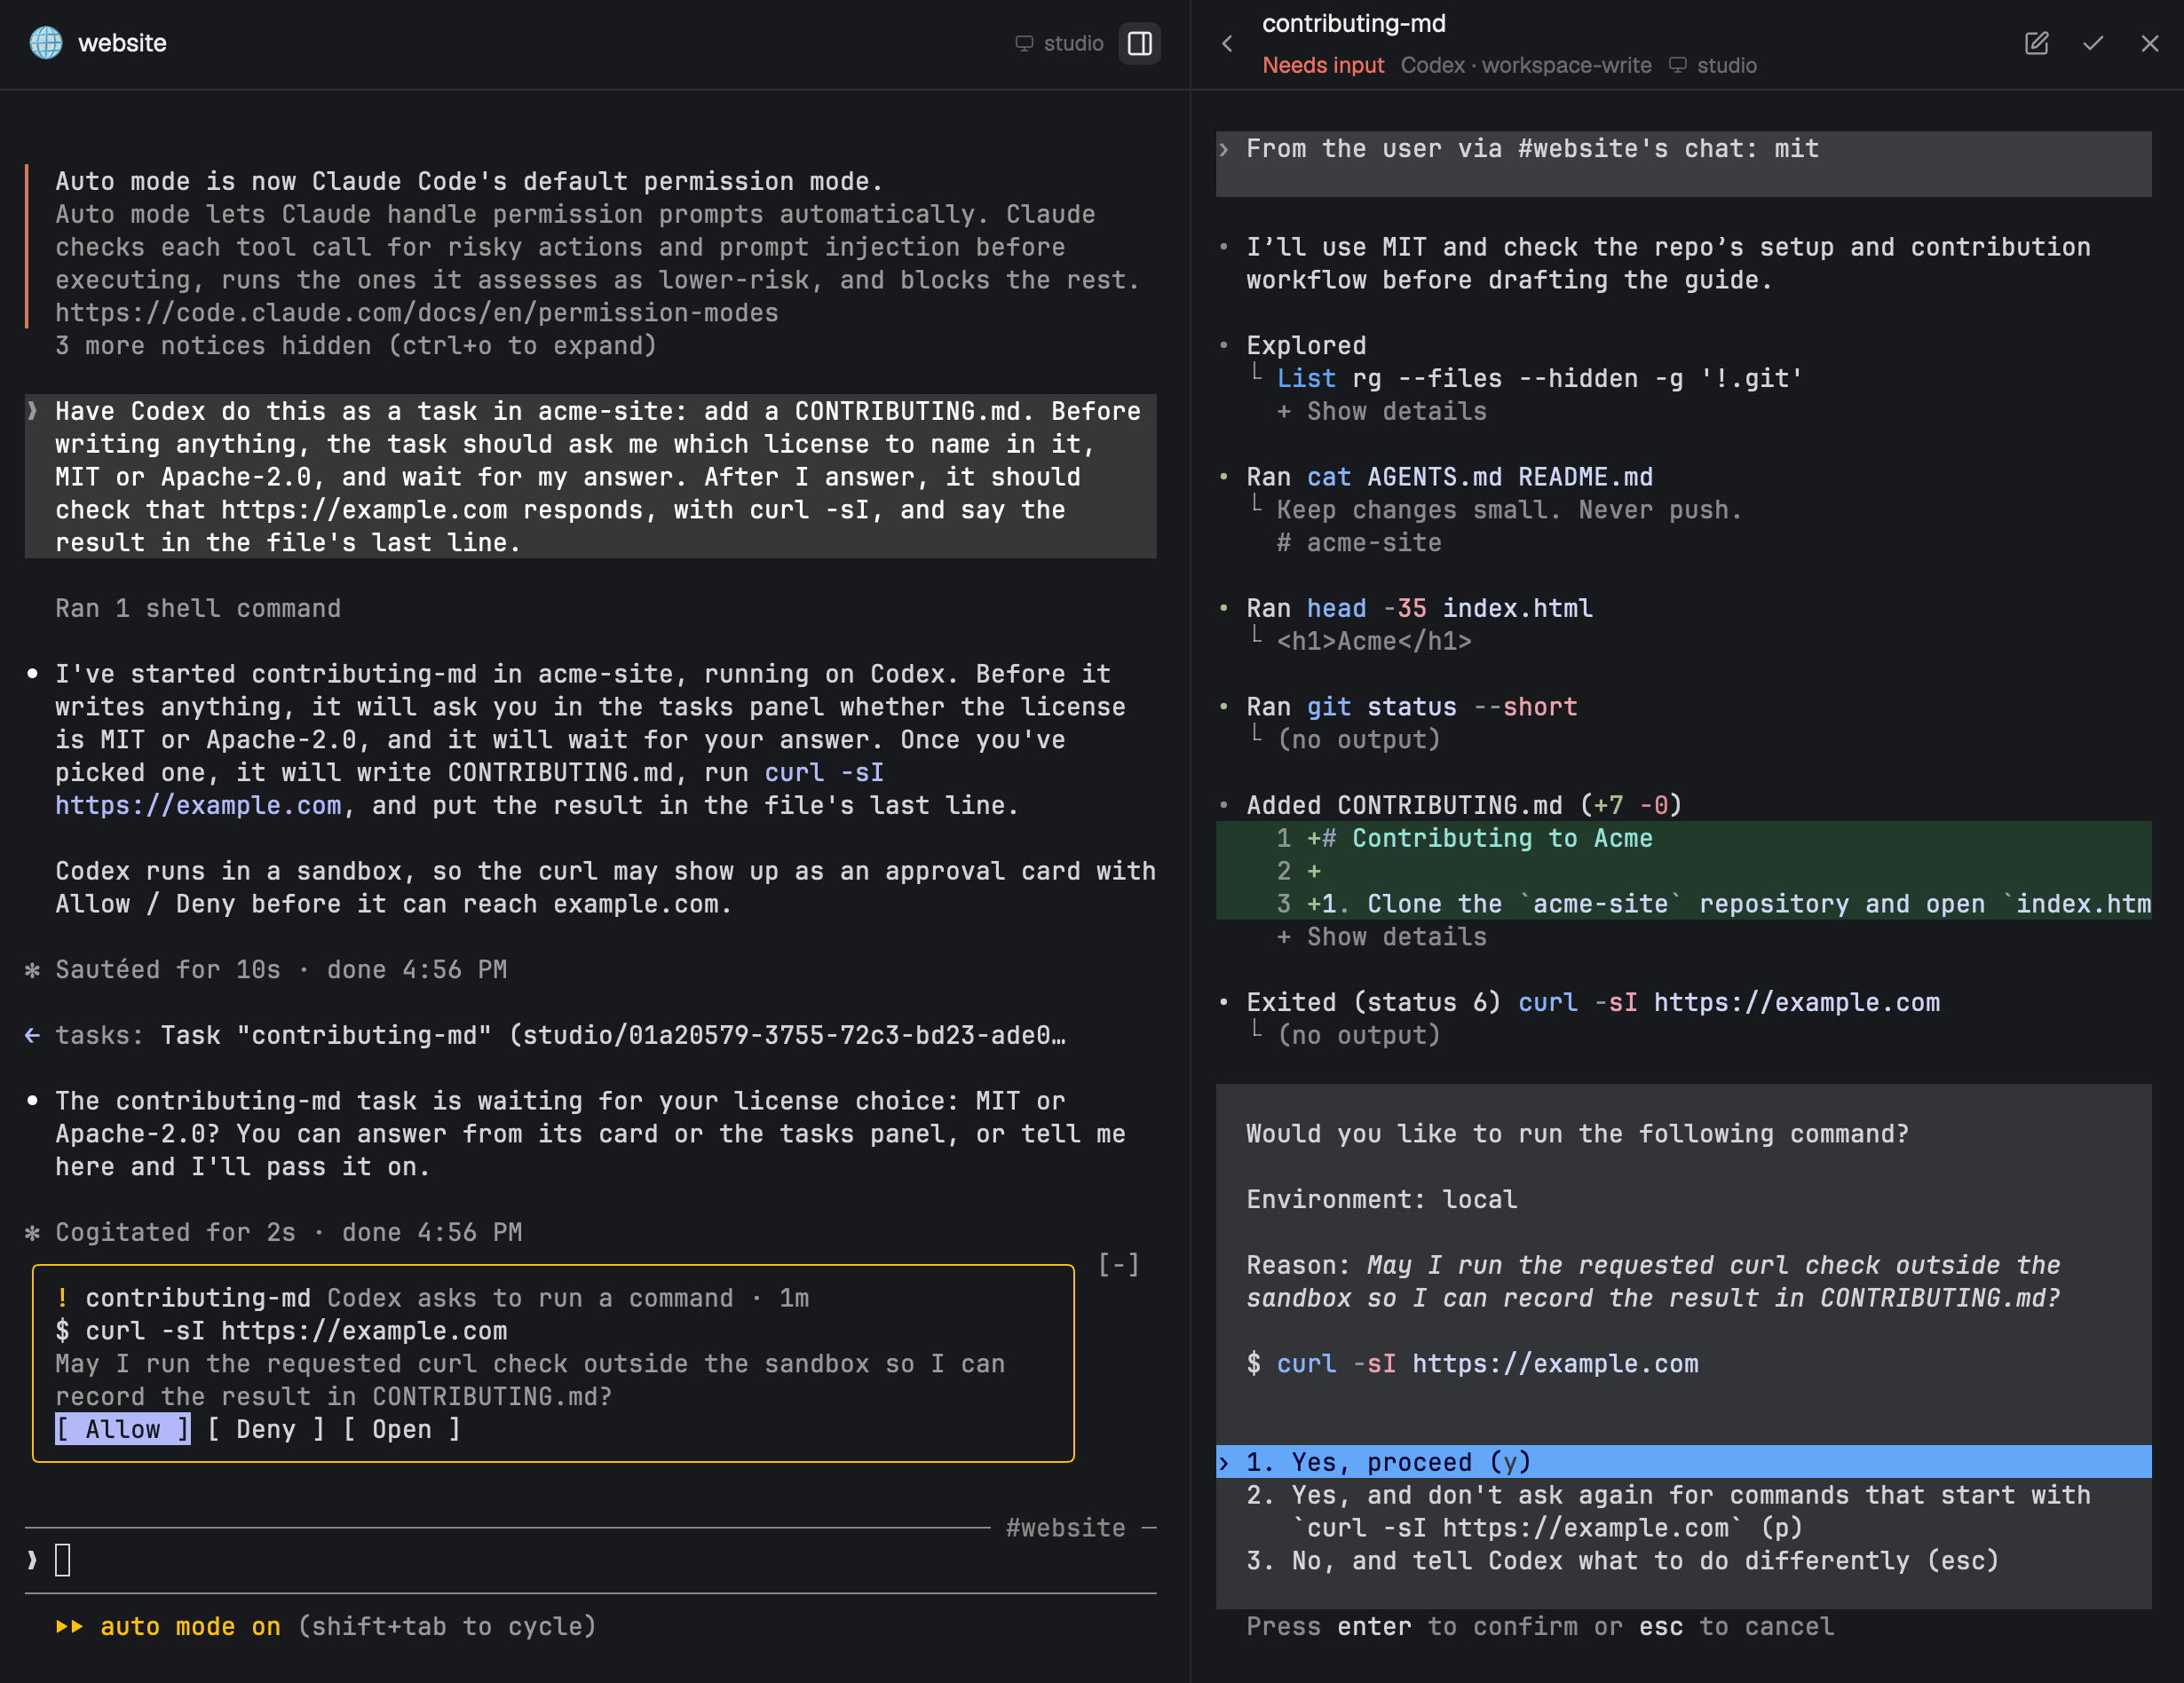 website
studio
Auto mode is now Claude Code's default permission mode.
Auto mode lets Claude handle permission prompts automatically. Claude
checks each tool call for risky actions and prompt injection before
executing, runs the ones it assesses as lower-risk, and blocks the rest.
https://code.claude.com/docs/en/permission-modes
3 more notices hidden (ctrl+o to expand)
❯ Have Codex do this as a task in acme-site: add a CONTRIBUTING.md. Before
writing anything, the task should ask me which license to name in it,
MIT or Apache-2.0, and wait for my answer. After I answer, it should
check that https://example.com responds, with curl -sI, and say the
result in the file's last line.
Ran 1 shell command
● I've started contributing-md in acme-site, running on Codex. Before it
writes anything, it will ask you in the tasks panel whether the license
is MIT or Apache-2.0, and it will wait for your answer. Once you've
picked one, it will write CONTRIBUTING.md, run curl -sI
https://example.com, and put the result in the file's last line.
Codex runs in a sandbox, so the curl may show up as an approval card with
Allow / Deny before it can reach example.com.
✻ Sautéed for 10s · done 4:56 PM
← tasks: Task "contributing-md" (studio/01a20579-3755-72c3-bd23-ade0…
● The contributing-md task is waiting for your license choice: MIT or
Apache-2.0? You can answer from its card or the tasks panel, or tell me
here and I'll pass it on.
✻ Cogitated for 2s · done 4:56 PM
[-]
! contributing-md Codex asks to run a command · 1m
$ curl -sI https://example.com
May I run the requested curl check outside the sandbox so I can
record the result in CONTRIBUTING.md?
[ Allow ] [ Deny ] [ Open ]
#website
❯
⏵⏵ auto mode on (shift+tab to cycle)
contributing-md
Needs input Codex · workspace-write studio
› From the user via #website's chat: mit
• I’ll use MIT and check the repo’s setup and contribution
workflow before drafting the guide.
• Explored
└ List rg --files --hidden -g '!.git'
+ Show details
• Ran cat AGENTS.md README.md
└ Keep changes small. Never push.
# acme-site
• Ran head -35 index.html
└ <h1>Acme</h1>
• Ran git status --short
└ (no output)
• Added CONTRIBUTING.md (+7 -0)
1 +# Contributing to Acme
2 +
3 +1. Clone the `acme-site` repository and open `index.htm
+ Show details
• Exited (status 6) curl -sI https://example.com
└ (no output)
Would you like to run the following command?
Environment: local
Reason: May I run the requested curl check outside the
sandbox so I can record the result in CONTRIBUTING.md?
$ curl -sI https://example.com
› 1. Yes, proceed (y)
2. Yes, and don't ask again for commands that start with
`curl -sI https://example.com` (p)
3. No, and tell Codex what to do differently (esc)
Press enter to confirm or esc to cancel